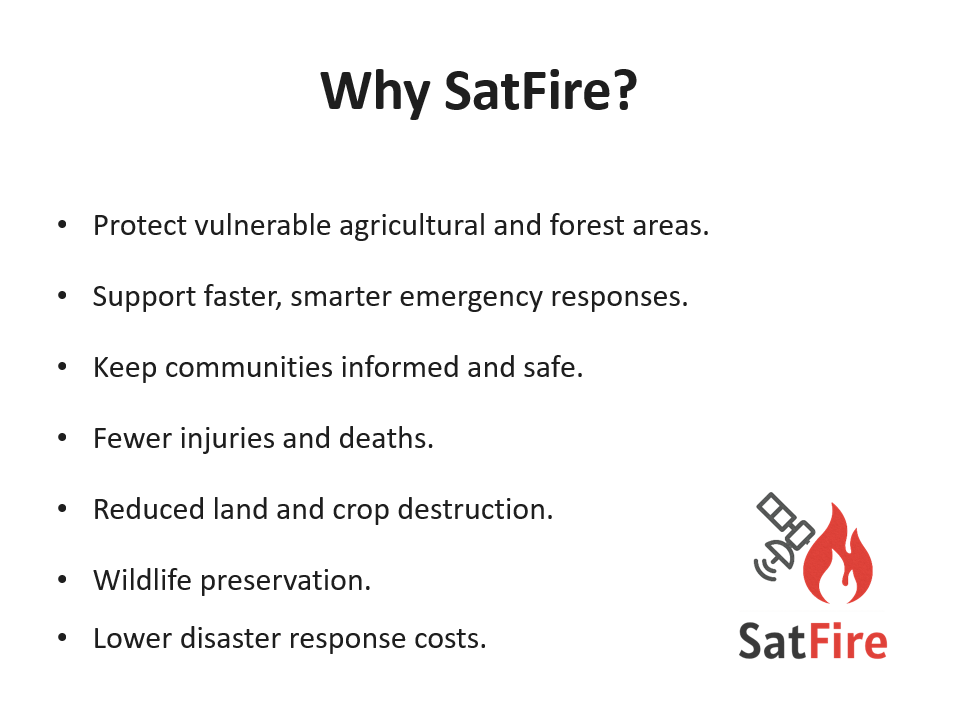 Why SatFire?
• Protect vulnerable agricultural and forest areas.
• Support faster, smarter emergency responses.
• Keep communities informed and safe.
• Fewer injuries and deaths.
• Reduced land and crop destruction.
• Wildlife preservation.
• Lower disaster response costs.
SatFire